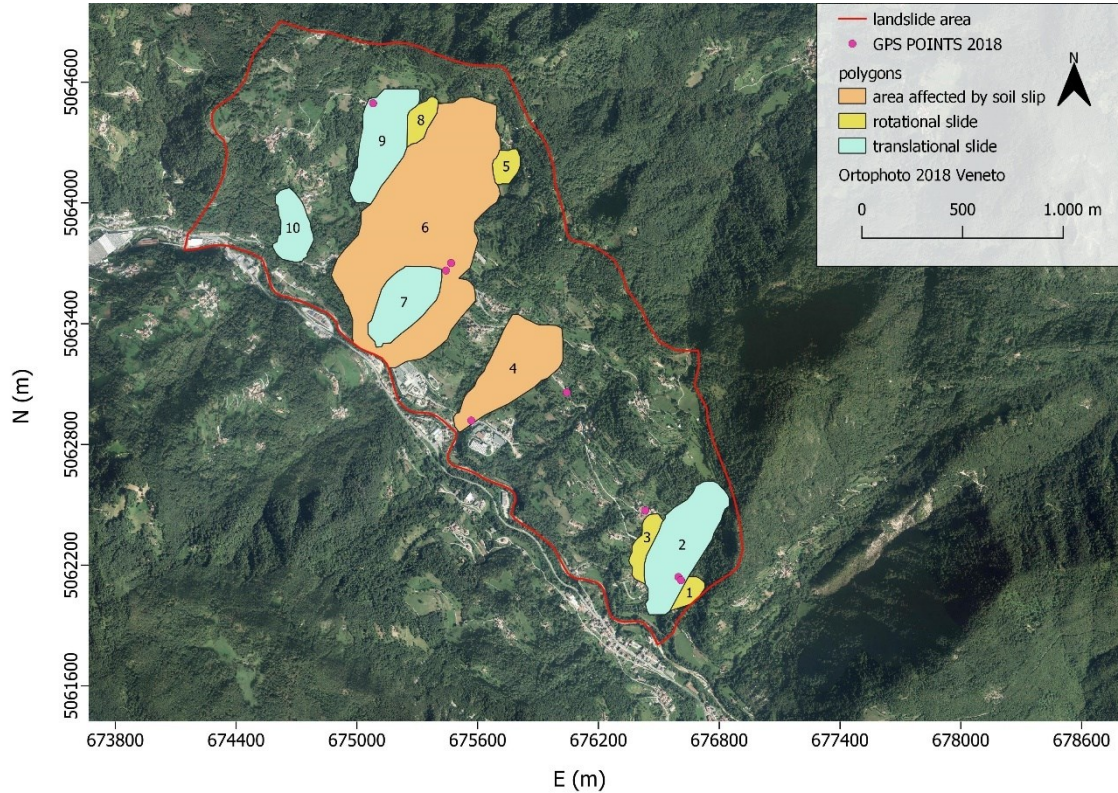 landslide area
GPS POINTS 2018
polygons
area affected by soil slip
rotational slide
translational slide
Ortophoto 2018 Veneto
0 500 1.000 m
N
N (m)
5064600
5064000
5063400
5062800
5062200
5061600
8
9
5
10
6
7
4
3
2
1
673800 674400 675000 675600 676200 676800 677400 678000 678600
E (m)